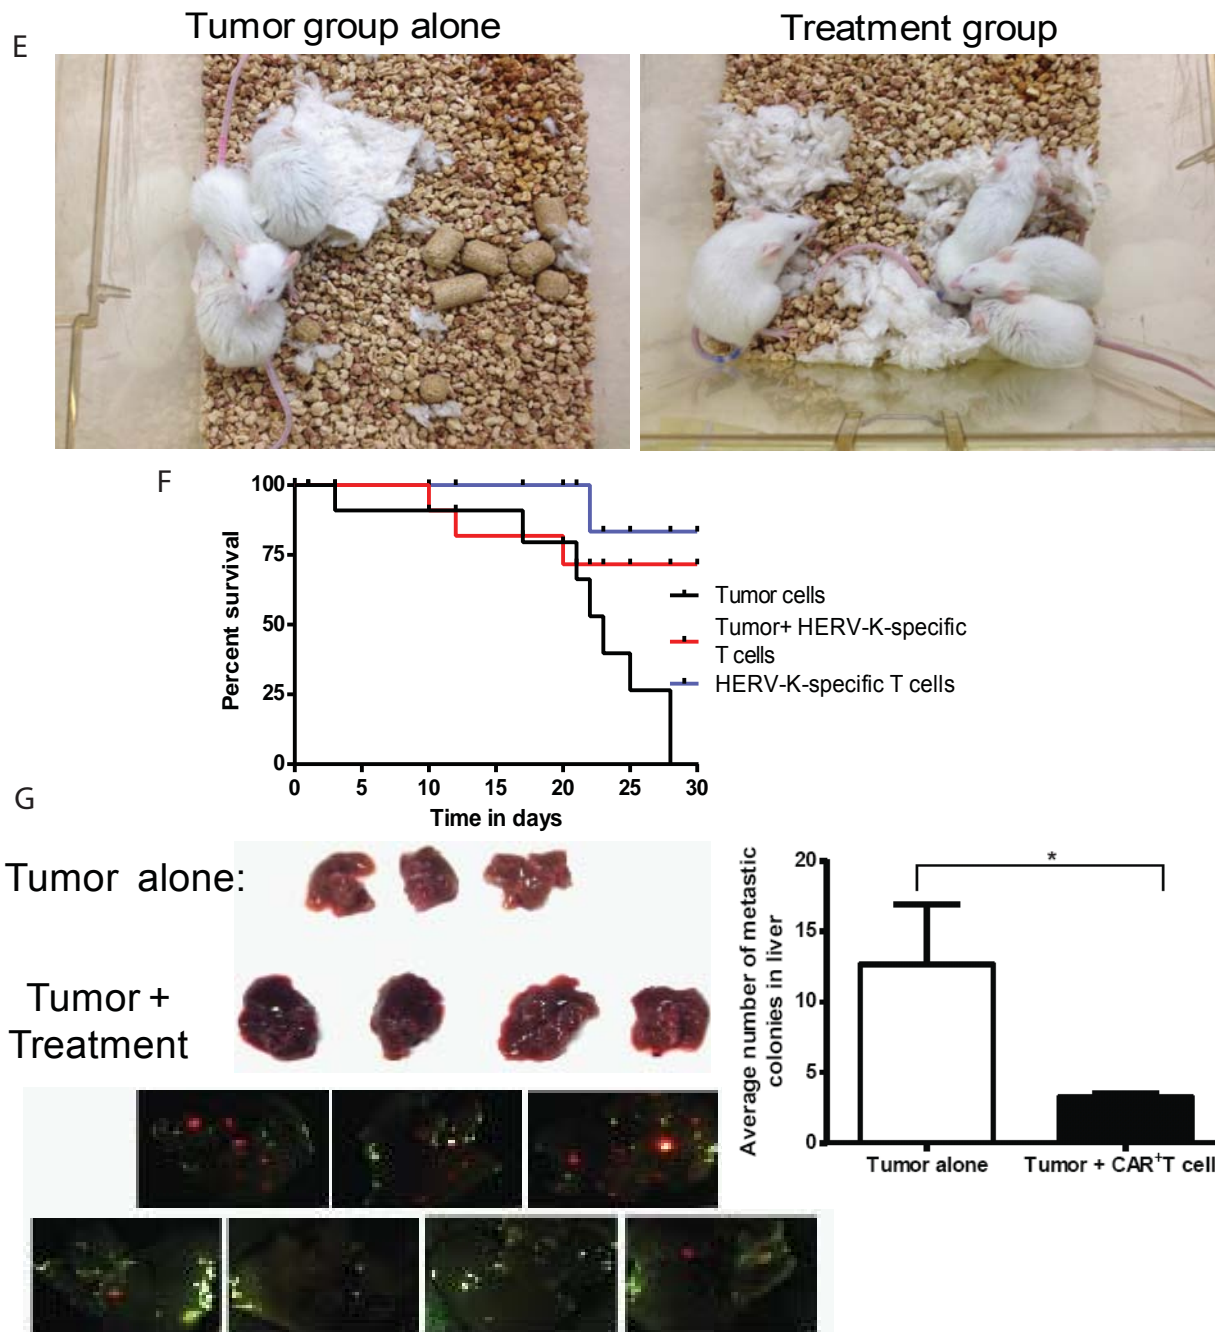 E
Tumor group alone
Treatment group
F
100
75
50
25
0
Percent survival
0 5 10 15 20 25 30
Time in days
Tumor cells
Tumor+ HERV-K-specific
T cells
HERV-K-specific T cells
G
Tumor alone:
Tumor +
Treatment
Average number of metastic
colonies in liver
20
15
10
5
0
Tumor alone
Tumor + CAR⁺T cell
*